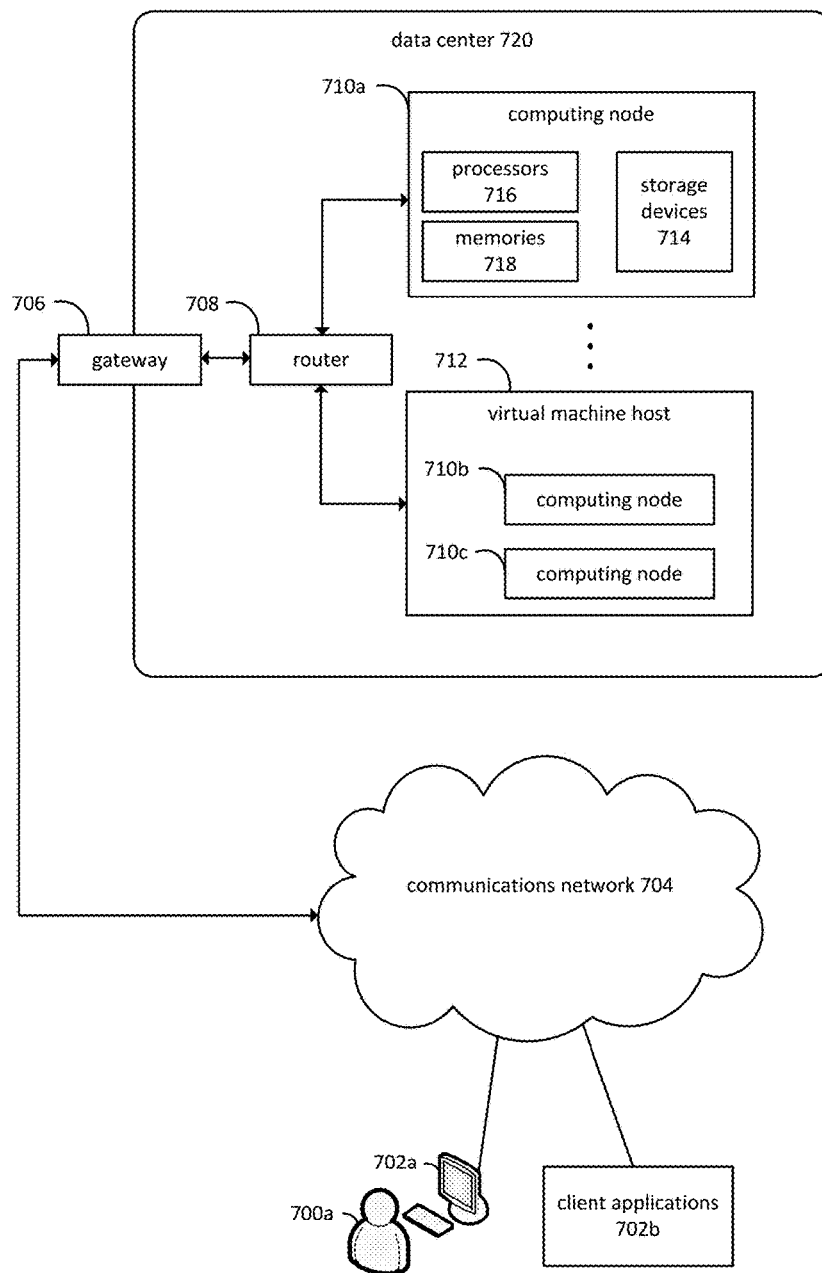 data center 720
710a
computing node
processors
716
storage
devices
714
memories
718
706
708
gateway
router
712
virtual machine host
710b
computing node
710c
computing node
communications network 704
702a
700a
client applications
702b